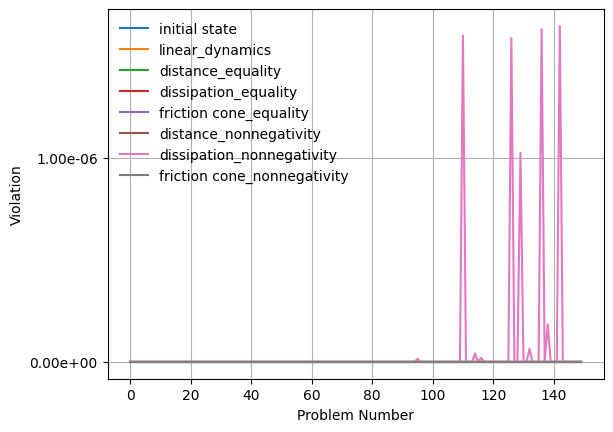 initial state
linear_dynamics
distance_equality
dissipation_equality
friction cone_equality
distance_nonnegativity
dissipation_nonnegativity
friction cone_nonnegativity
Violation
1.00e-06
0.00e+00
0 20 40 60 80 100 120 140
Problem Number